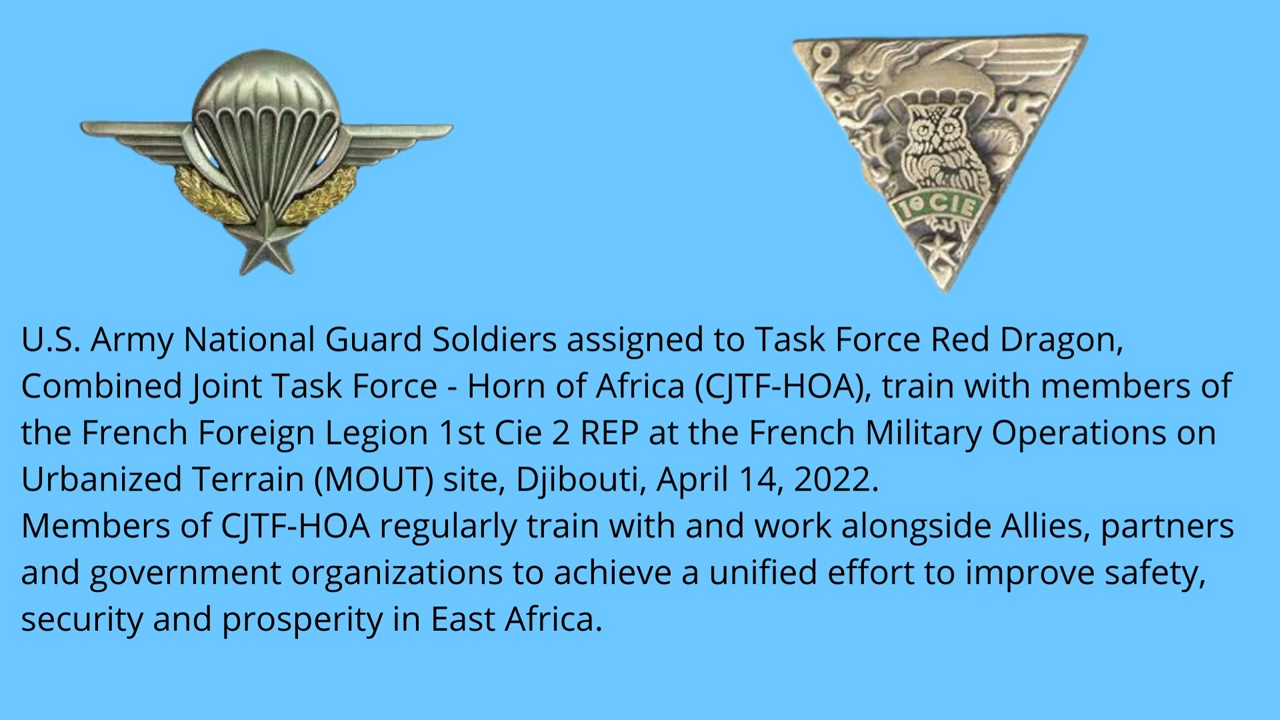 2
1e CIE
U.S. Army National Guard Soldiers assigned to Task Force Red Dragon,
Combined Joint Task Force - Horn of Africa (CJTF-HOA), train with members of
the French Foreign Legion 1st Cie 2 REP at the French Military Operations on
Urbanized Terrain (MOUT) site, Djibouti, April 14, 2022.
Members of CJTF-HOA regularly train with and work alongside Allies, partners
and government organizations to achieve a unified effort to improve safety,
security and prosperity in East Africa.